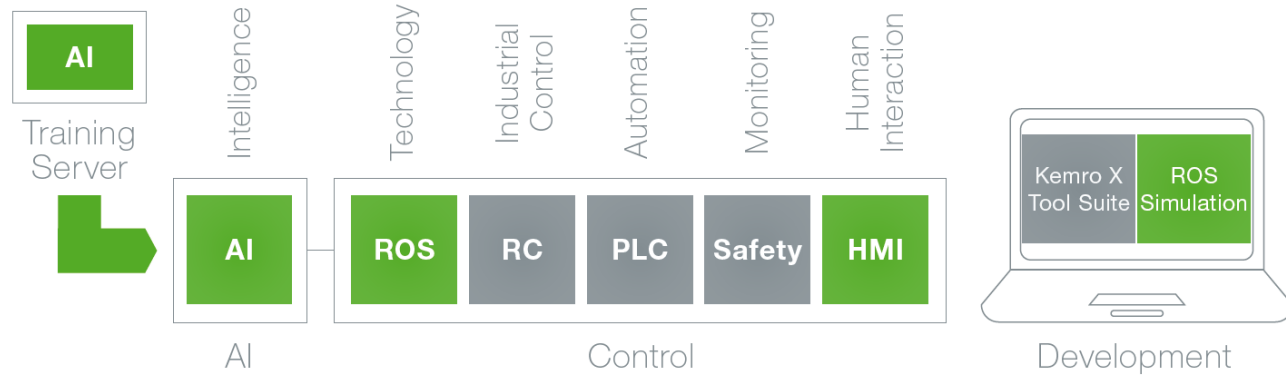 AI
Training
Server
Intelligence
Technology
Industrial
Control
Automation
Monitoring
Human
Interaction
AI
ROS
RC
PLC
Safety
HMI
Kemro X
Tool Suite
ROS
Simulation
AI
Control
Development